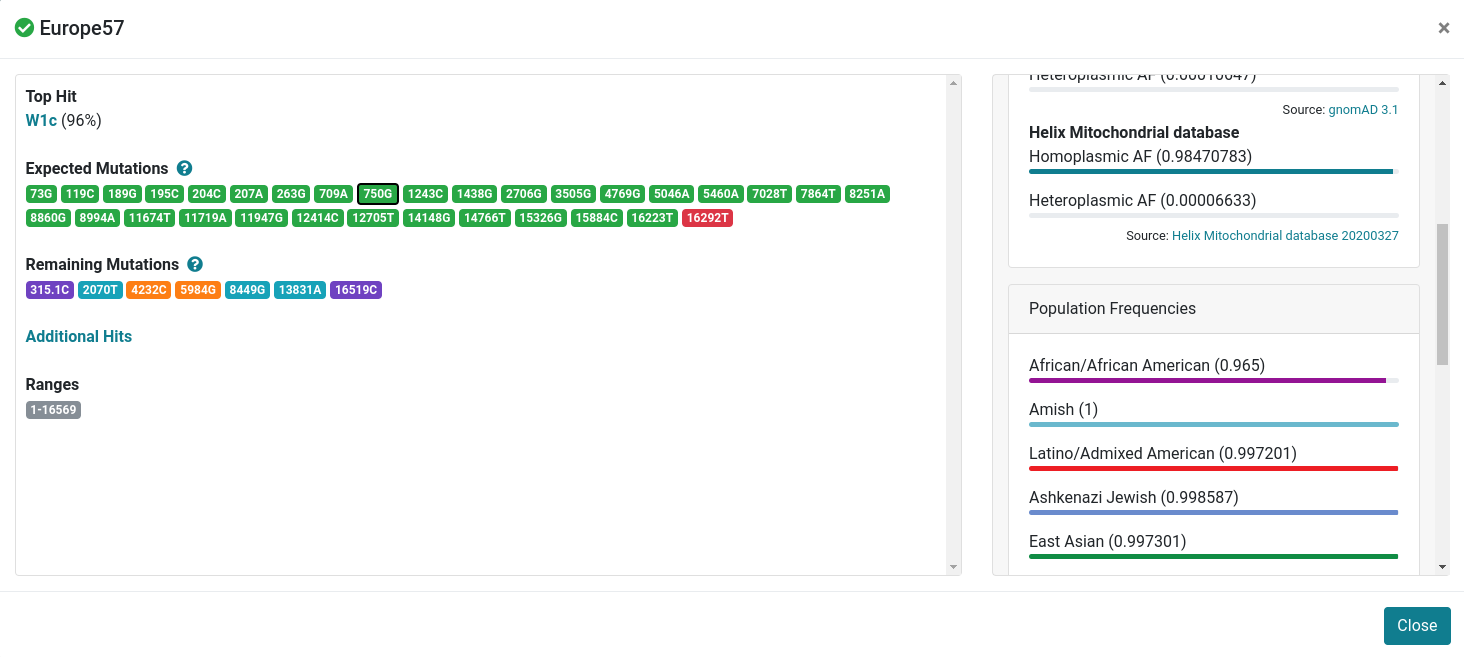 Europe57
×
Top Hit
W1c (96%)
Expected Mutations ?
73G 119C 189G 195C 204C 207A 263G 709A 750G 1243C 1438G 2706G 3505G 4769G 5046A 5460A 7028T 7864T 8251A
8860G 8994A 11674T 11719A 11947G 12414C 12705T 14148G 14766T 15326G 15884C 16223T 16292T
Remaining Mutations ?
315.1C 2070T 4232C 5984G 8449G 13831A 16519C
Additional Hits
Ranges
1-16569
Heteroplasmic AF (0.00010647)
Source: gnomAD 3.1
Helix Mitochondrial database
Homoplasmic AF (0.98470783)
Heteroplasmic AF (0.00006633)
Source: Helix Mitochondrial database 20200327
Population Frequencies
African/African American (0.965)
Amish (1)
Latino/Admixed American (0.997201)
Ashkenazi Jewish (0.998587)
East Asian (0.997301)
Close